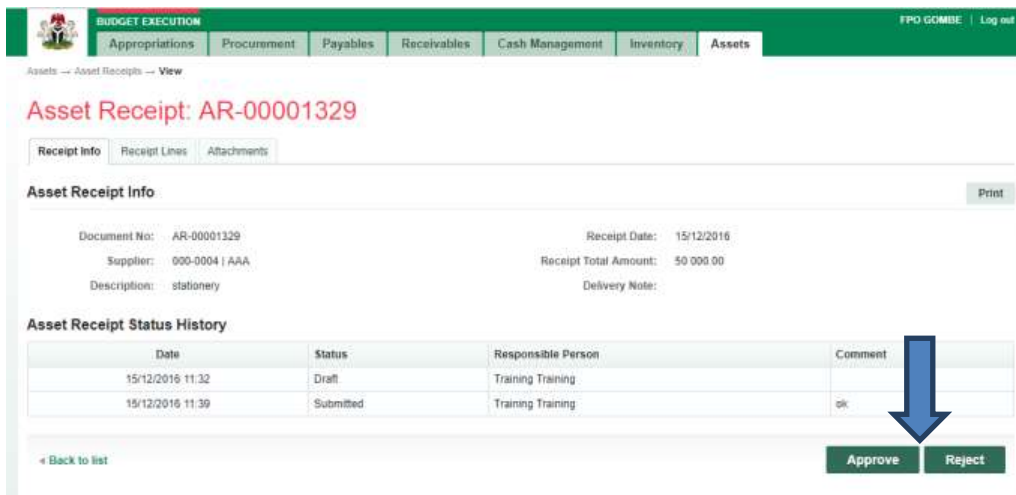 BUDGET EXECUTION
FPO GOMBE | Log out
Appropriations Procurement Payables Receivables Cash Management Inventory Assets
Assets → Asset Receipts → View
Asset Receipt: AR-00001329
Receipt Info Receipt Lines Attachments
Asset Receipt Info
Print
Document No: AR-00001329 Receipt Date: 15/12/2016
Supplier: 000-0004 | AAA Receipt Total Amount: 50 000.00
Description: stationery Delivery Note:
Asset Receipt Status History
Date Status Responsible Person Comment
15/12/2016 11:32 Draft Training Training
15/12/2016 11:39 Submitted Training Training ok
◂ Back to list Approve Reject